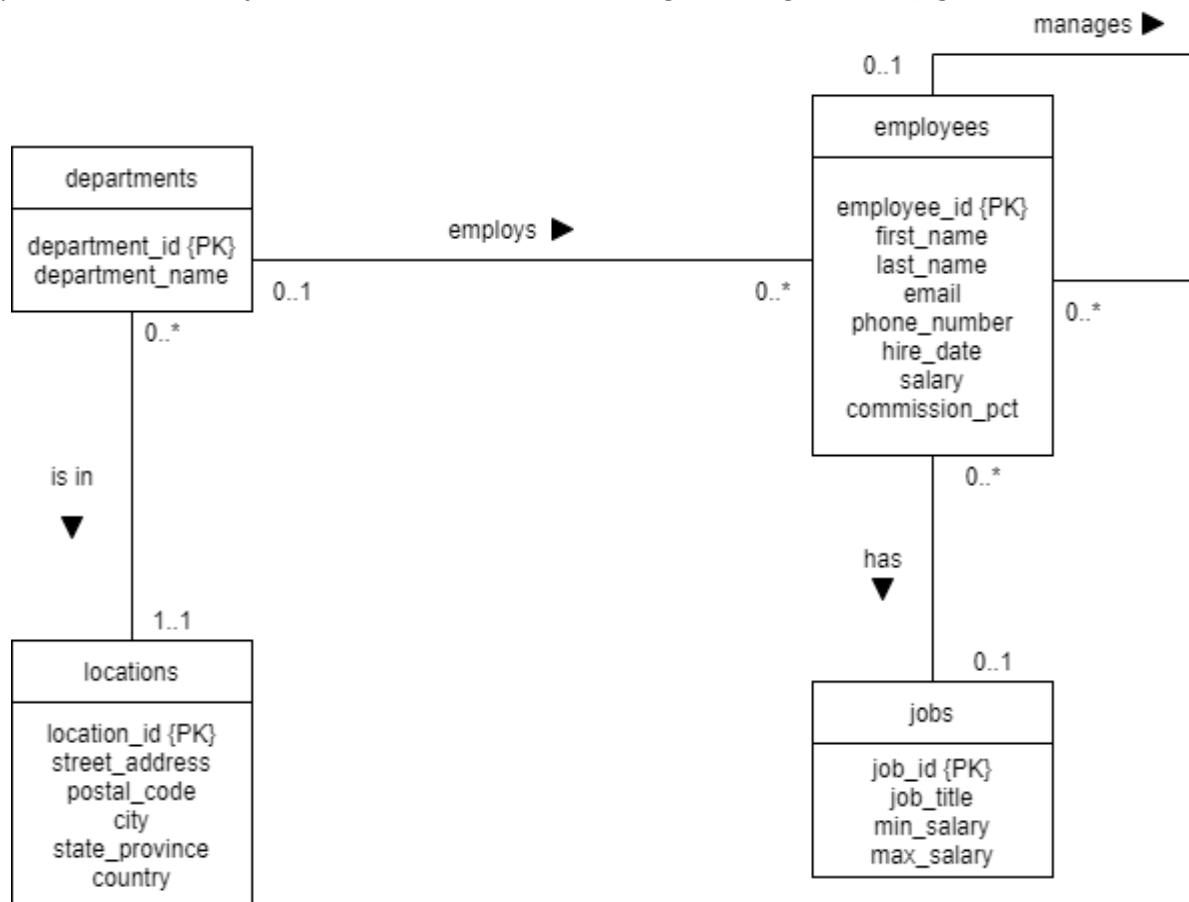 manages ▶
0..1
employees
employee_id {PK}
first_name
last_name
email
phone_number
hire_date
salary
commission_pct
departments
department_id {PK}
department_name
employs ▶
0..1
0..*
0..*
0..*
is in
▼
1..1
0..*
has
▼
0..1
locations
location_id {PK}
street_address
postal_code
city
state_province
country
jobs
job_id {PK}
job_title
min_salary
max_salary